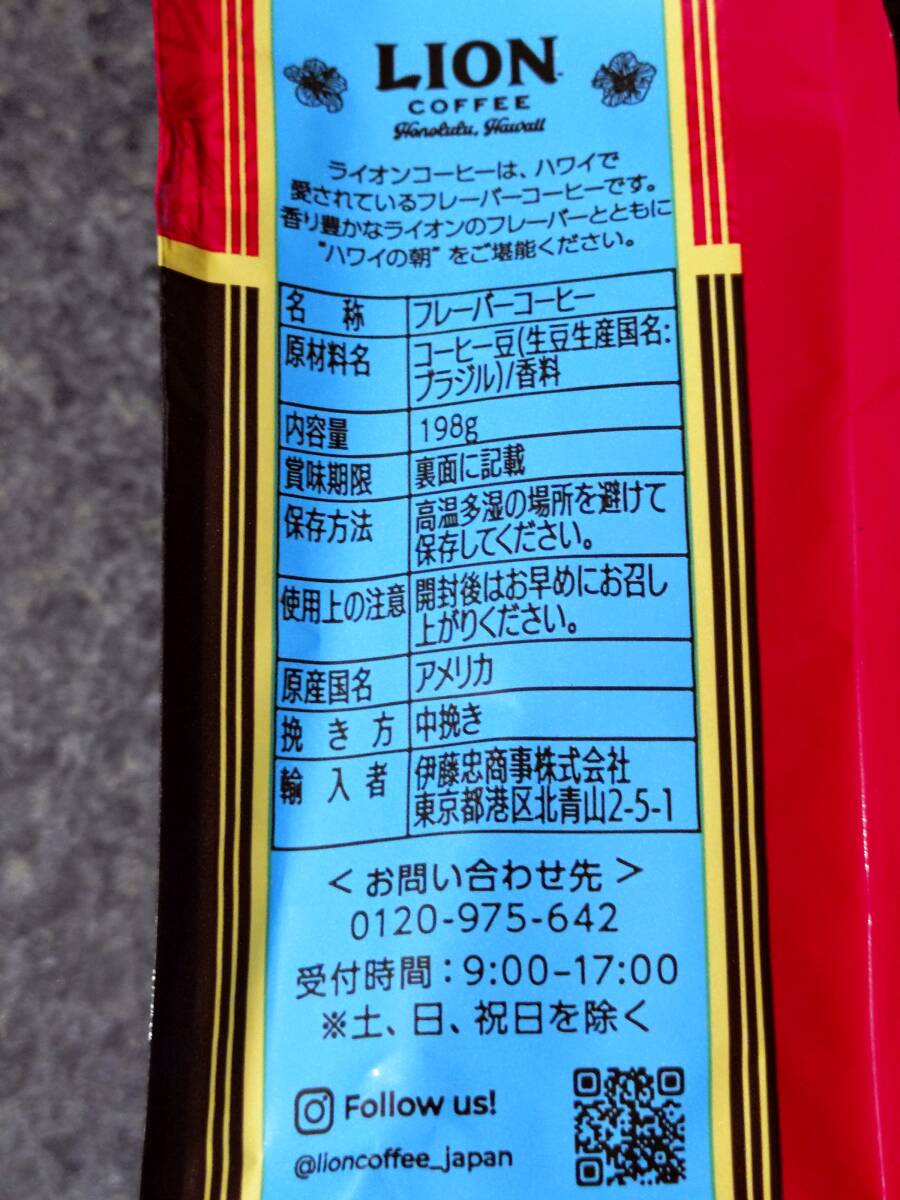 LION
COFFEE
Honolulu, Hawaii
ライオンコーヒーは、ハワイで
愛されているフレーバーコーヒーです。
香り豊かなライオンのフレーバーとともに
"ハワイの朝"をご堪能ください。
名称 フレーバーコーヒー
原材料名 コーヒー豆(生豆生産国名:
ブラジル)/香料
内容量 198g
賞味期限 裏面に記載
保存方法 高温多湿の場所を避けて
保存してください。
使用上の注意 開封後はお早めにお召し
上がりください。
原産国名 アメリカ
挽き方 中挽き
輸入者 伊藤忠商事株式会社
東京都港区北青山2-5-1
<お問い合わせ先>
0120-975-642
受付時間:9:00-17:00
※土、日、祝日を除く
Follow us!
@lioncoffee_japan